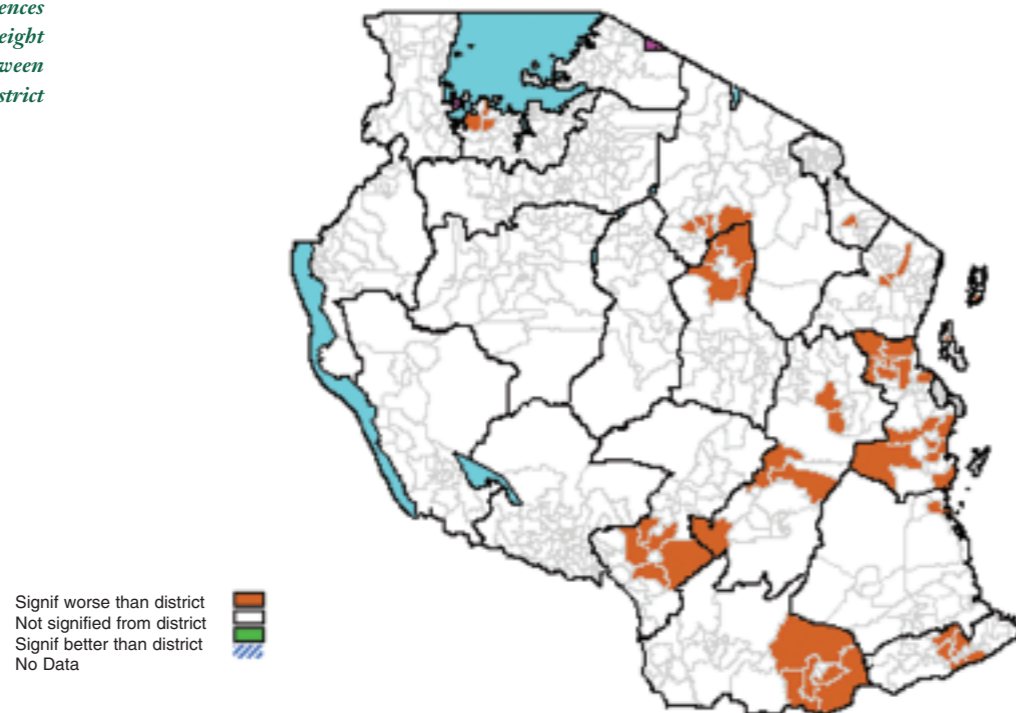 ences
eight
ween
strict
Signif worse than district
Not signified from district
Signif better than district
No Data